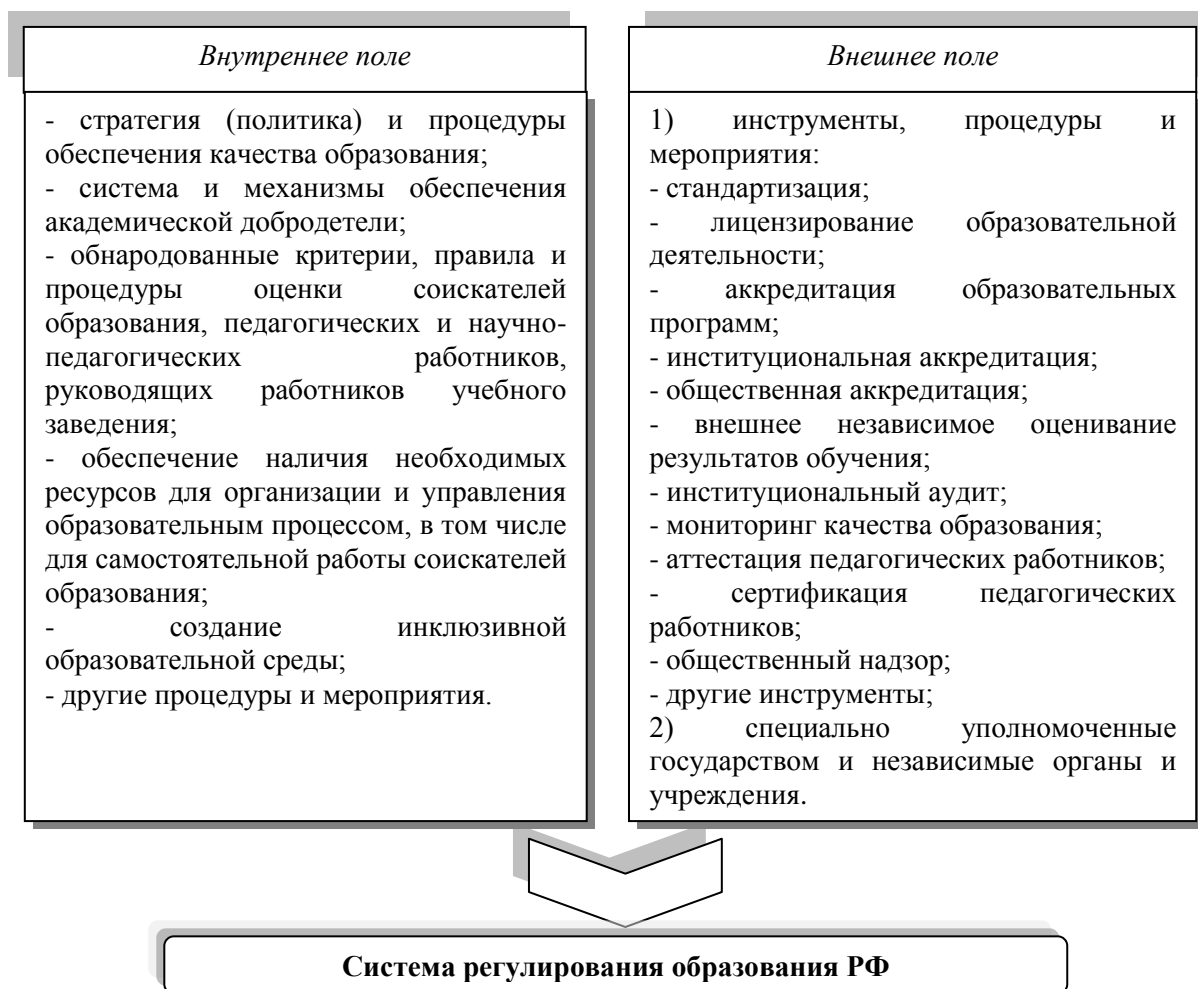 Внутреннее поле
- стратегия (политика) и процедуры
обеспечения качества образования;
- система и механизмы обеспечения
академической добродетели;
- обнародованные критерии, правила и
процедуры оценки соискателей
образования, педагогических и научно-
педагогических работников,
руководящих работников учебного
заведения;
- обеспечение наличия необходимых
ресурсов для организации и управления
образовательным процессом, в том числе
для самостоятельной работы соискателей
образования;
- создание инклюзивной
образовательной среды;
- другие процедуры и мероприятия.
Внешнее поле
1) инструменты, процедуры и
мероприятия:
- стандартизация;
- лицензирование образовательной
деятельности;
- аккредитация образовательных
программ;
- институциональная аккредитация;
- общественная аккредитация;
- внешнее независимое оценивание
результатов обучения;
- институциональный аудит;
- мониторинг качества образования;
- аттестация педагогических работников;
- сертификация педагогических
работников;
- общественный надзор;
- другие инструменты;
2) специально уполномоченные
государством и независимые органы и
учреждения.
Система регулирования образования РФ